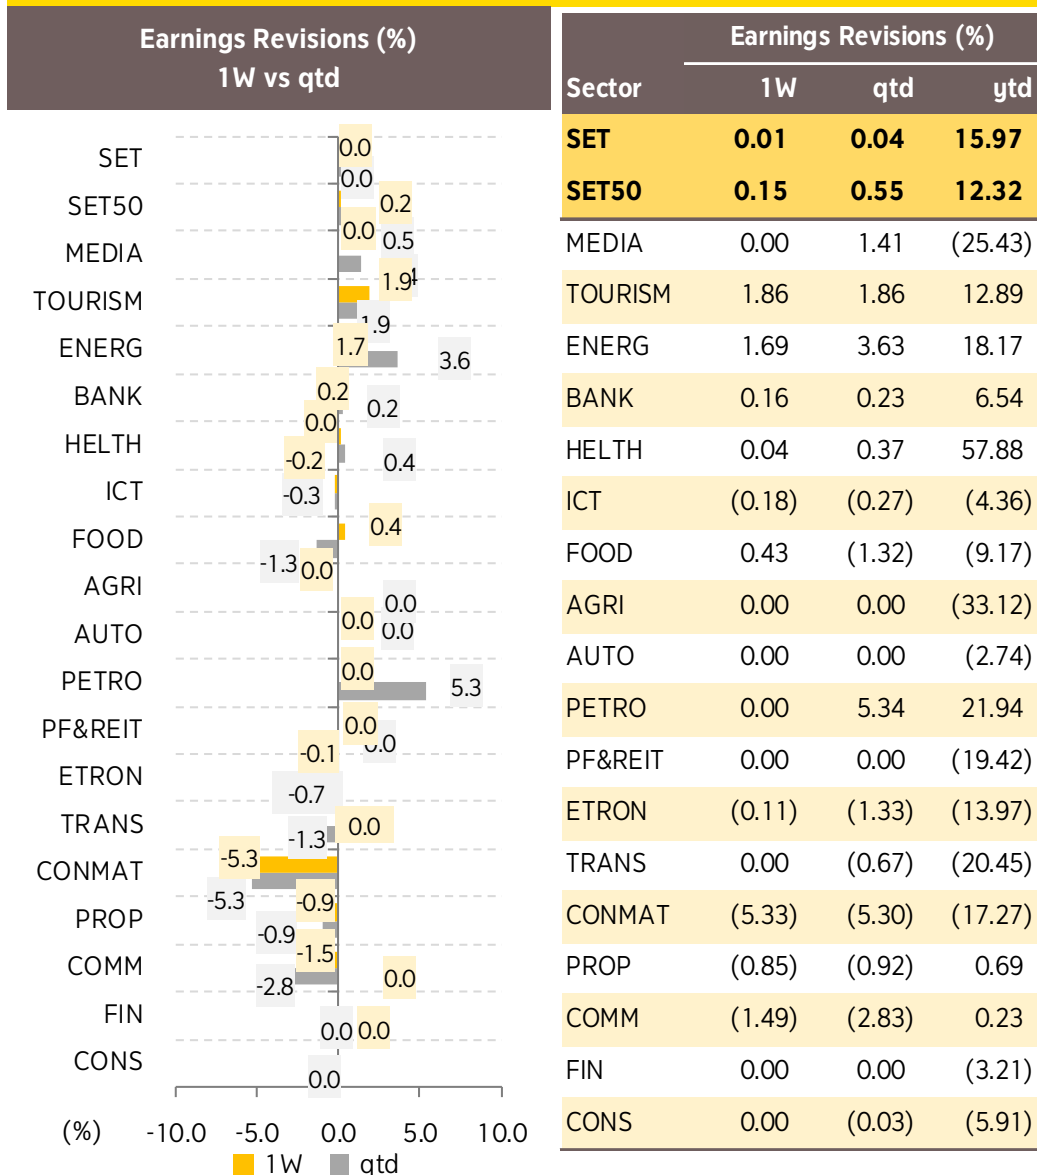 Earnings Revisions (%)
1W vs qtd
SET
SET50
MEDIA
TOURISM
ENERG
BANK
HELTH
ICT
FOOD
AGRI
AUTO
PETRO
PF&REIT
ETRON
TRANS
CONMAT
PROP
COMM
FIN
CONS
0.0
0.0
0.2
0.0
0.5
1.9
1.9
1.7
3.6
0.2
0.2
0.0
-0.2
0.4
-0.3
0.4
-1.3
0.0
0.0
0.0
0.0
0.0
5.3
0.0
0.0
-0.1
-0.7
0.0
-1.3
-5.3
-5.3
-0.9
-0.9
-1.5
-2.8
0.0
0.0
0.0
0.0
(%) -10.0 -5.0 0.0 5.0 10.0
1W qtd
Earnings Revisions (%)
Sector 1W qtd ytd
SET 0.01 0.04 15.97
SET50 0.15 0.55 12.32
MEDIA 0.00 1.41 (25.43)
TOURISM 1.86 1.86 12.89
ENERG 1.69 3.63 18.17
BANK 0.16 0.23 6.54
HELTH 0.04 0.37 57.88
ICT (0.18) (0.27) (4.36)
FOOD 0.43 (1.32) (9.17)
AGRI 0.00 0.00 (33.12)
AUTO 0.00 0.00 (2.74)
PETRO 0.00 5.34 21.94
PF&REIT 0.00 0.00 (19.42)
ETRON (0.11) (1.33) (13.97)
TRANS 0.00 (0.67) (20.45)
CONMAT (5.33) (5.30) (17.27)
PROP (0.85) (0.92) 0.69
COMM (1.49) (2.83) 0.23
FIN 0.00 0.00 (3.21)
CONS 0.00 (0.03) (5.91)